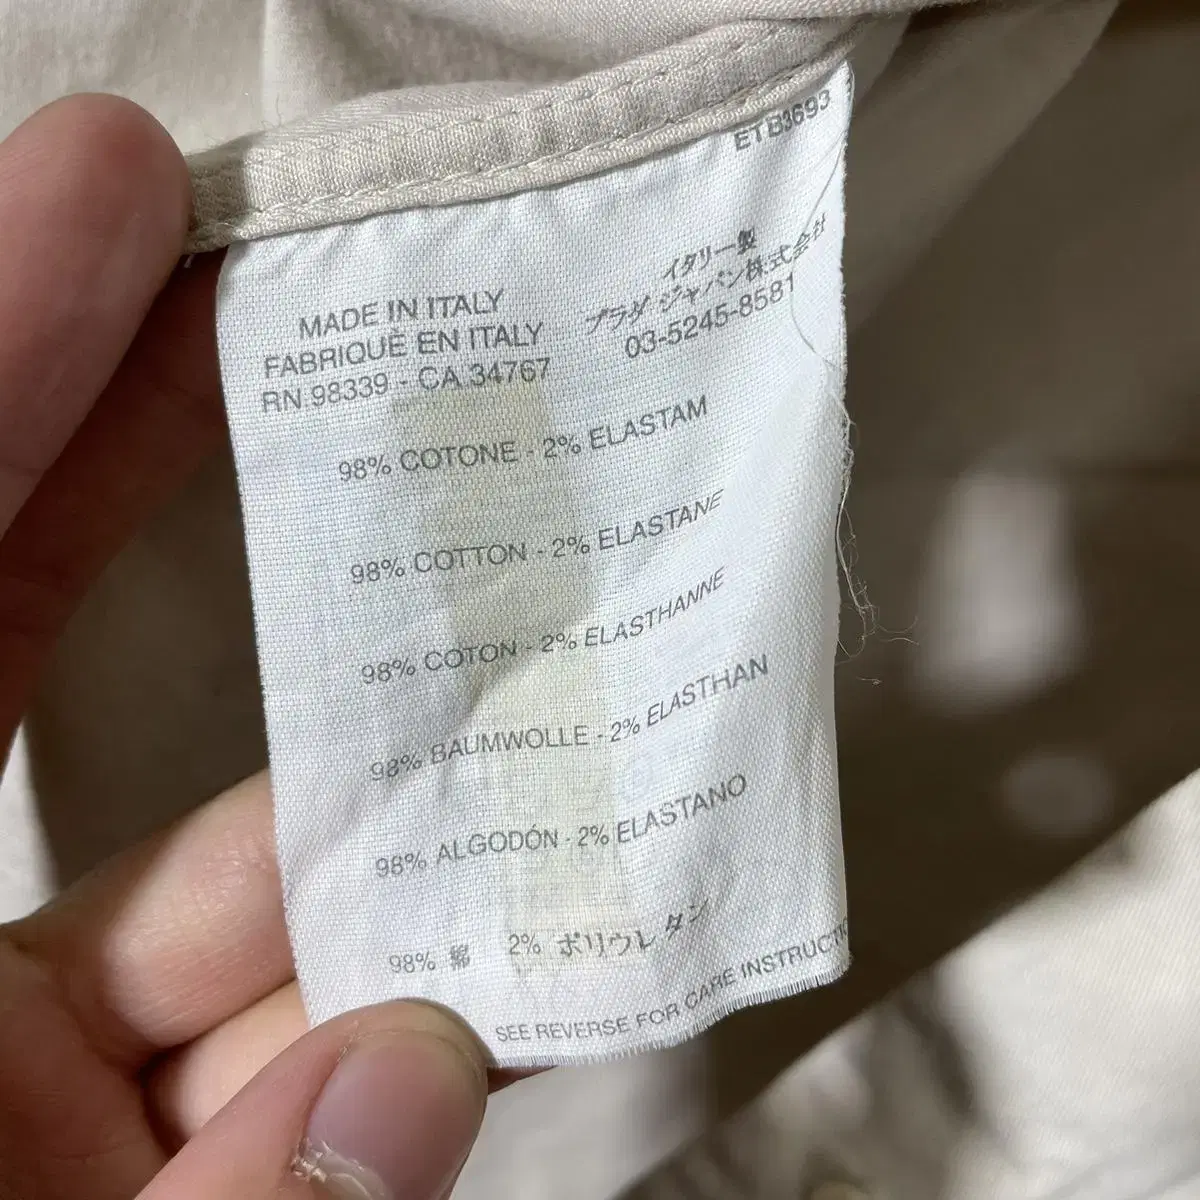 ETB3693
MADE IN ITALY
FABRIQUÉ EN ITALY
RN 98339 - CA 34767
イタリー製
プラダ ジャパン株式会社
03-5245-8581
98% COTONE - 2% ELASTAM
98% COTTON - 2% ELASTANE
98% COTON - 2% ELASTHANNE
98% BAUMWOLLE - 2% ELASTHAN
98% ALGODÓN - 2% ELASTANO
98% 綿 2% ポリウレタン
SEE REVERSE FOR CARE INSTRUCTIO